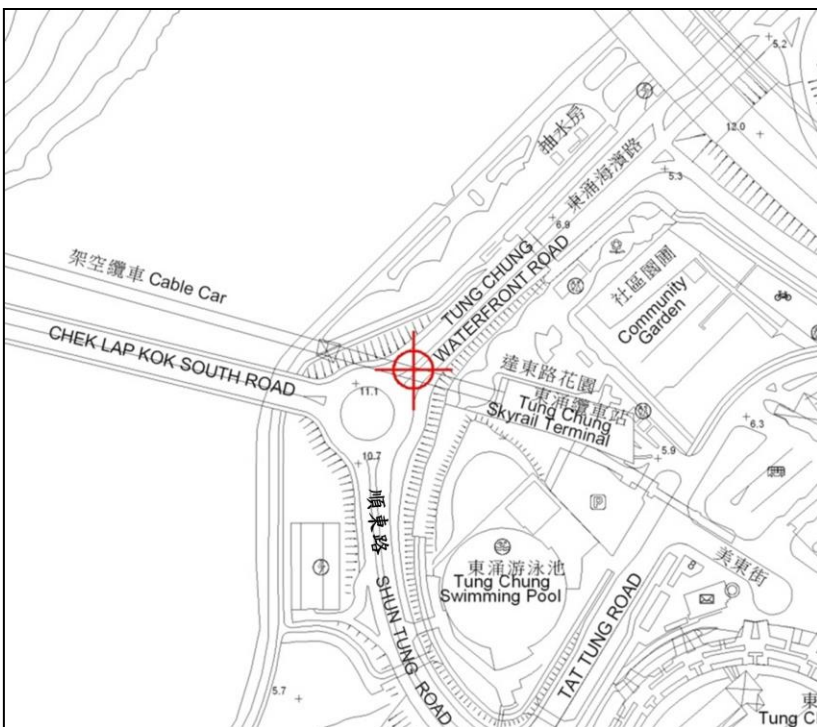 5.2
12.0
抽水房
東涌海濱路
5.3
6.9
架空纜車 Cable Car
TUNG CHUNG
WATERFRONT ROAD
社區園圃
Community
Garden
CHEK LAP KOK SOUTH ROAD
11.1
達東路花園
東涌纜車站
Tung Chung
Skyrail Terminal
6.3
5.9
10.7
順東路
P
美東街
8
東涌游泳池
Tung Chung
Swimming Pool
SHUN TUNG ROAD
TAT TUNG ROAD
5.7
東
Tung C